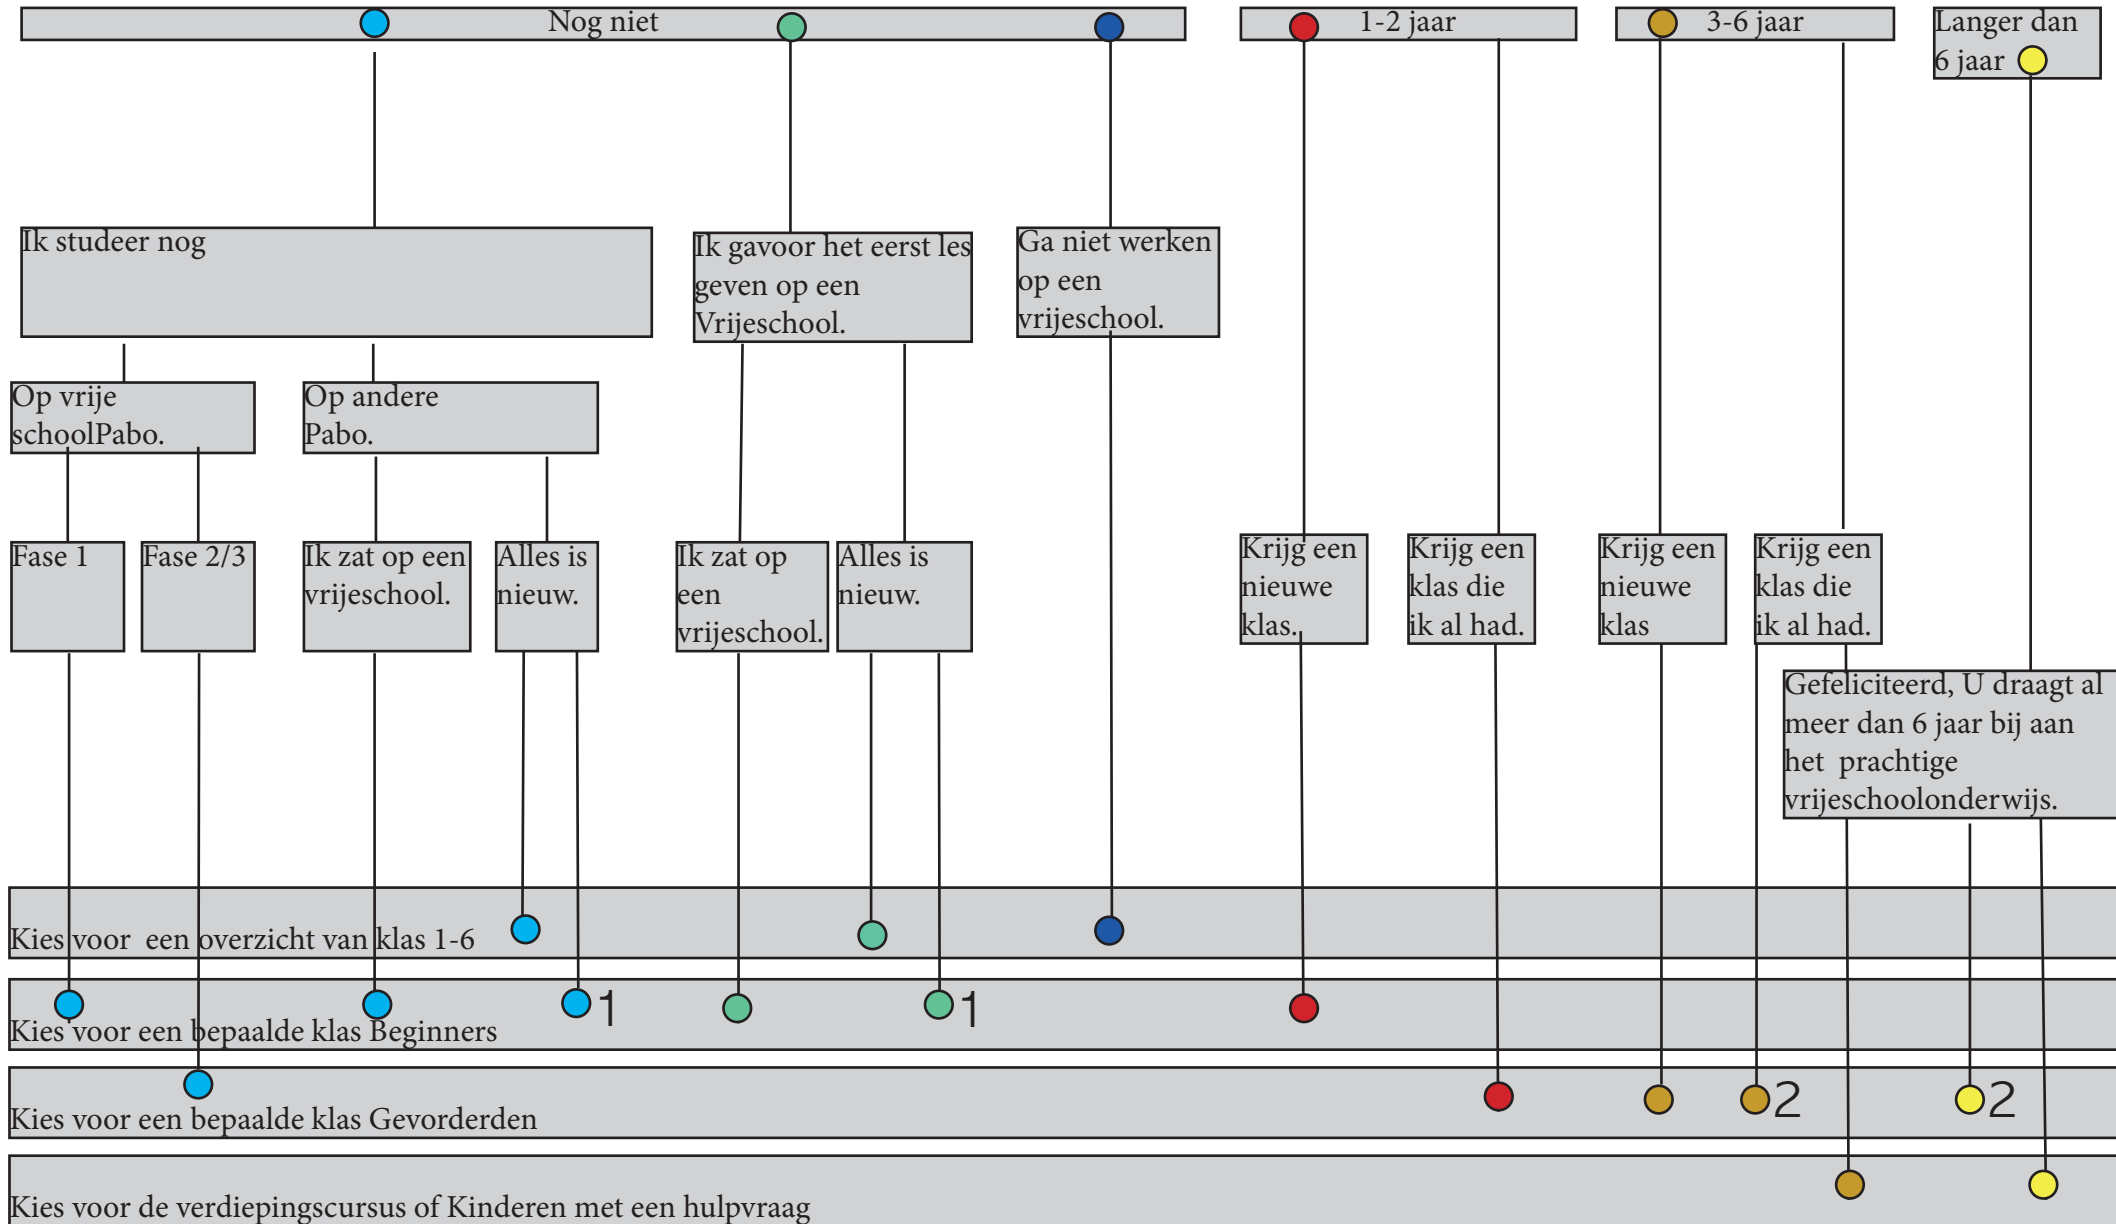 Nog niet
1-2 jaar
3-6 jaar
Langer dan
6 jaar
Ik studeer nog
Ik gavoor het eerst les
geven op een
Vrijeschool.
Ga niet werken
op een
vrijeschool.
Op vrije
schoolPabo.
Op andere
Pabo.
Fase 1
Fase 2/3
Ik zat op een
vrijeschool.
Alles is
nieuw.
Ik zat op
een
vrijeschool.
Alles is
nieuw.
Krijg een
nieuwe
klas.
Krijg een
klas die
ik al had.
Krijg een
nieuwe
klas
Krijg een
klas die
ik al had.
Gefeliciteerd, U draagt al
meer dan 6 jaar bij aan
het prachtige
vrijeschoolonderwijs.
Kies voor een overzicht van klas 1-6
1
1
Kies voor een bepaalde klas Beginners
2
2
Kies voor een bepaalde klas Gevorderden
Kies voor de verdiepingscursus of Kinderen met een hulpvraag